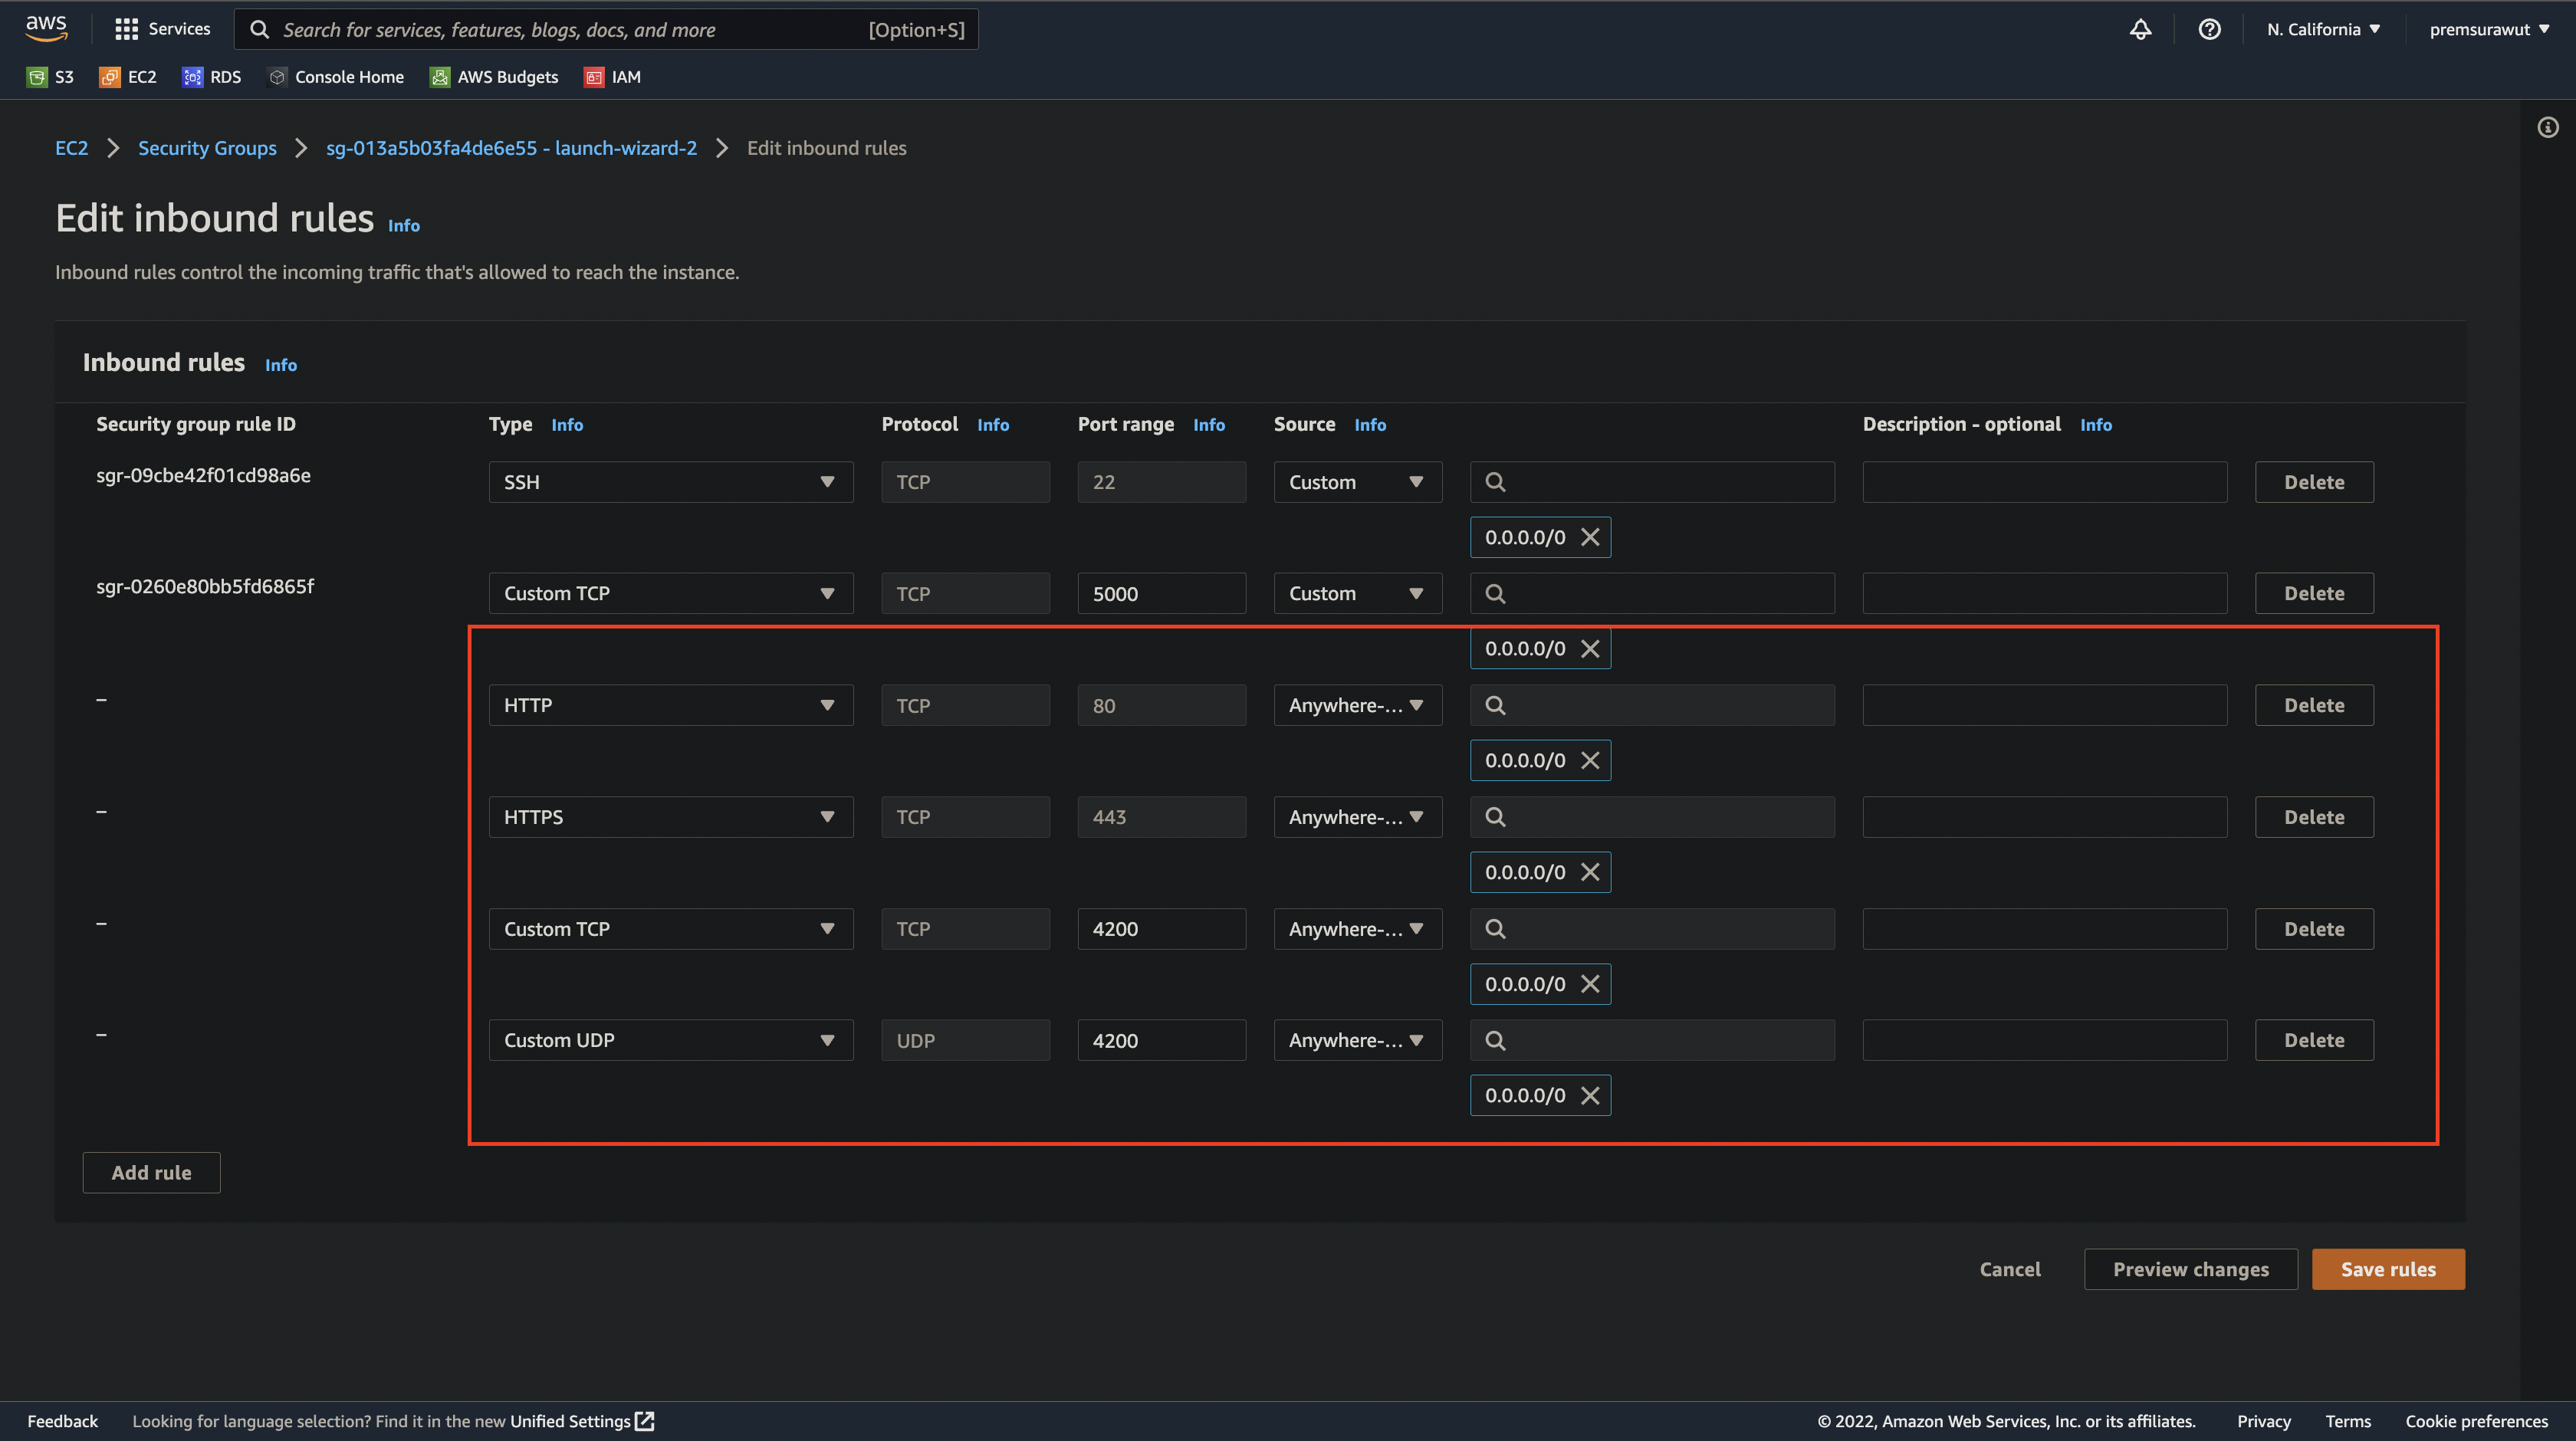 aws Services Search for services, features, blogs, docs, and more [Option+S] N. California premsurawut
S3 EC2 RDS Console Home AWS Budgets IAM
EC2 Security Groups sg-013a5b03fa4de6e55 - launch-wizard-2 Edit inbound rules
Edit inbound rules Info
Inbound rules control the incoming traffic that's allowed to reach the instance.
Inbound rules Info
Security group rule ID Type Info Protocol Info Port range Info Source Info Description - optional Info
sgr-09cbe42f01cd98a6e SSH TCP 22 Custom Delete
0.0.0.0/0
sgr-0260e80bb5fd6865f Custom TCP TCP 5000 Custom Delete
0.0.0.0/0
– HTTP TCP 80 Anywhere-... Delete
0.0.0.0/0
– HTTPS TCP 443 Anywhere-... Delete
0.0.0.0/0
– Custom TCP TCP 4200 Anywhere-... Delete
0.0.0.0/0
– Custom UDP UDP 4200 Anywhere-... Delete
0.0.0.0/0
Add rule
Cancel Preview changes Save rules
Feedback Looking for language selection? Find it in the new Unified Settings © 2022, Amazon Web Services, Inc. or its affiliates. Privacy Terms Cookie preferences